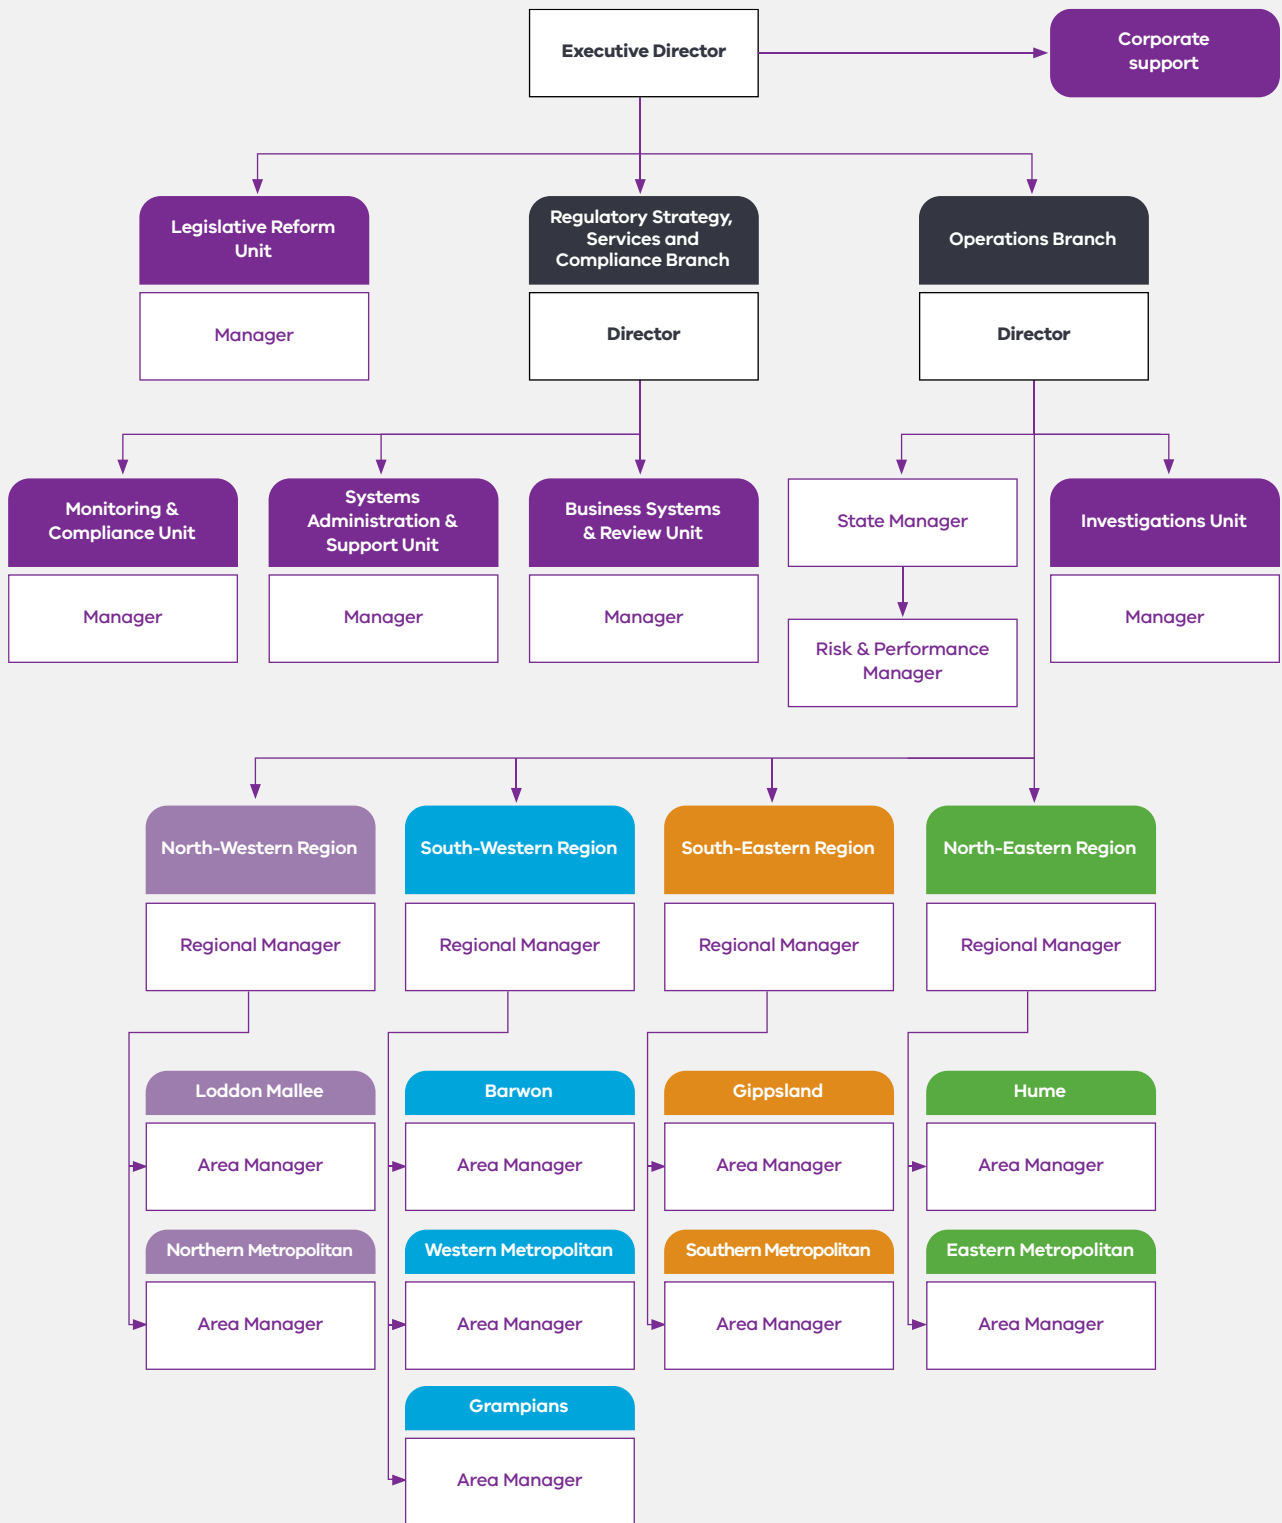 Executive Director
Corporate
support
Legislative Reform
Unit
Manager
Regulatory Strategy,
Services and
Compliance Branch
Director
Operations Branch
Director
Monitoring &
Compliance Unit
Manager
Systems
Administration &
Support Unit
Manager
Business Systems
& Review Unit
Manager
State Manager
Risk & Performance
Manager
Investigations Unit
Manager
North-Western Region
Regional Manager
South-Western Region
Regional Manager
South-Eastern Region
Regional Manager
North-Eastern Region
Regional Manager
Loddon Mallee
Area Manager
Northern Metropolitan
Area Manager
Barwon
Area Manager
Western Metropolitan
Area Manager
Grampians
Area Manager
Gippsland
Area Manager
Southern Metropolitan
Area Manager
Hume
Area Manager
Eastern Metropolitan
Area Manager